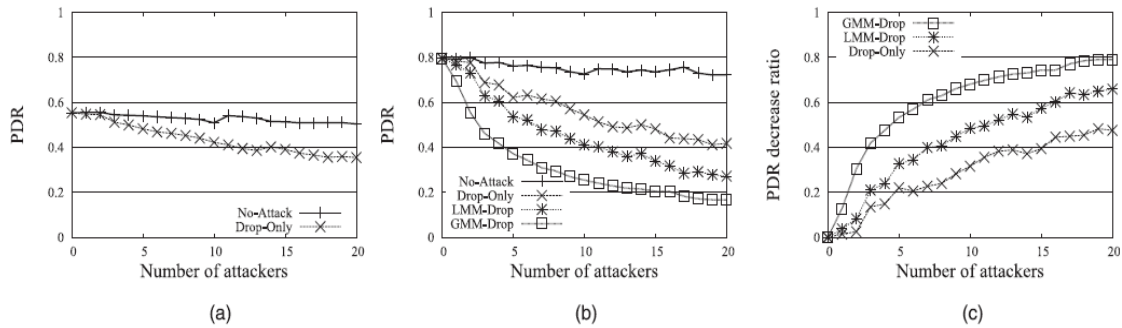 PDR
1
0.8
0.6
0.4
0.2
0
No-Attack
Drop-Only
0 5 10 15 20
Number of attackers
(a)
PDR
1
0.8
0.6
0.4
0.2
0
No-Attack
Drop-Only
LMM-Drop
GMM-Drop
0 5 10 15 20
Number of attackers
(b)
PDR decrease ratio
1
0.8
0.6
0.4
0.2
0
GMM-Drop
LMM-Drop
Drop-Only
0 5 10 15 20
Number of attackers
(c)